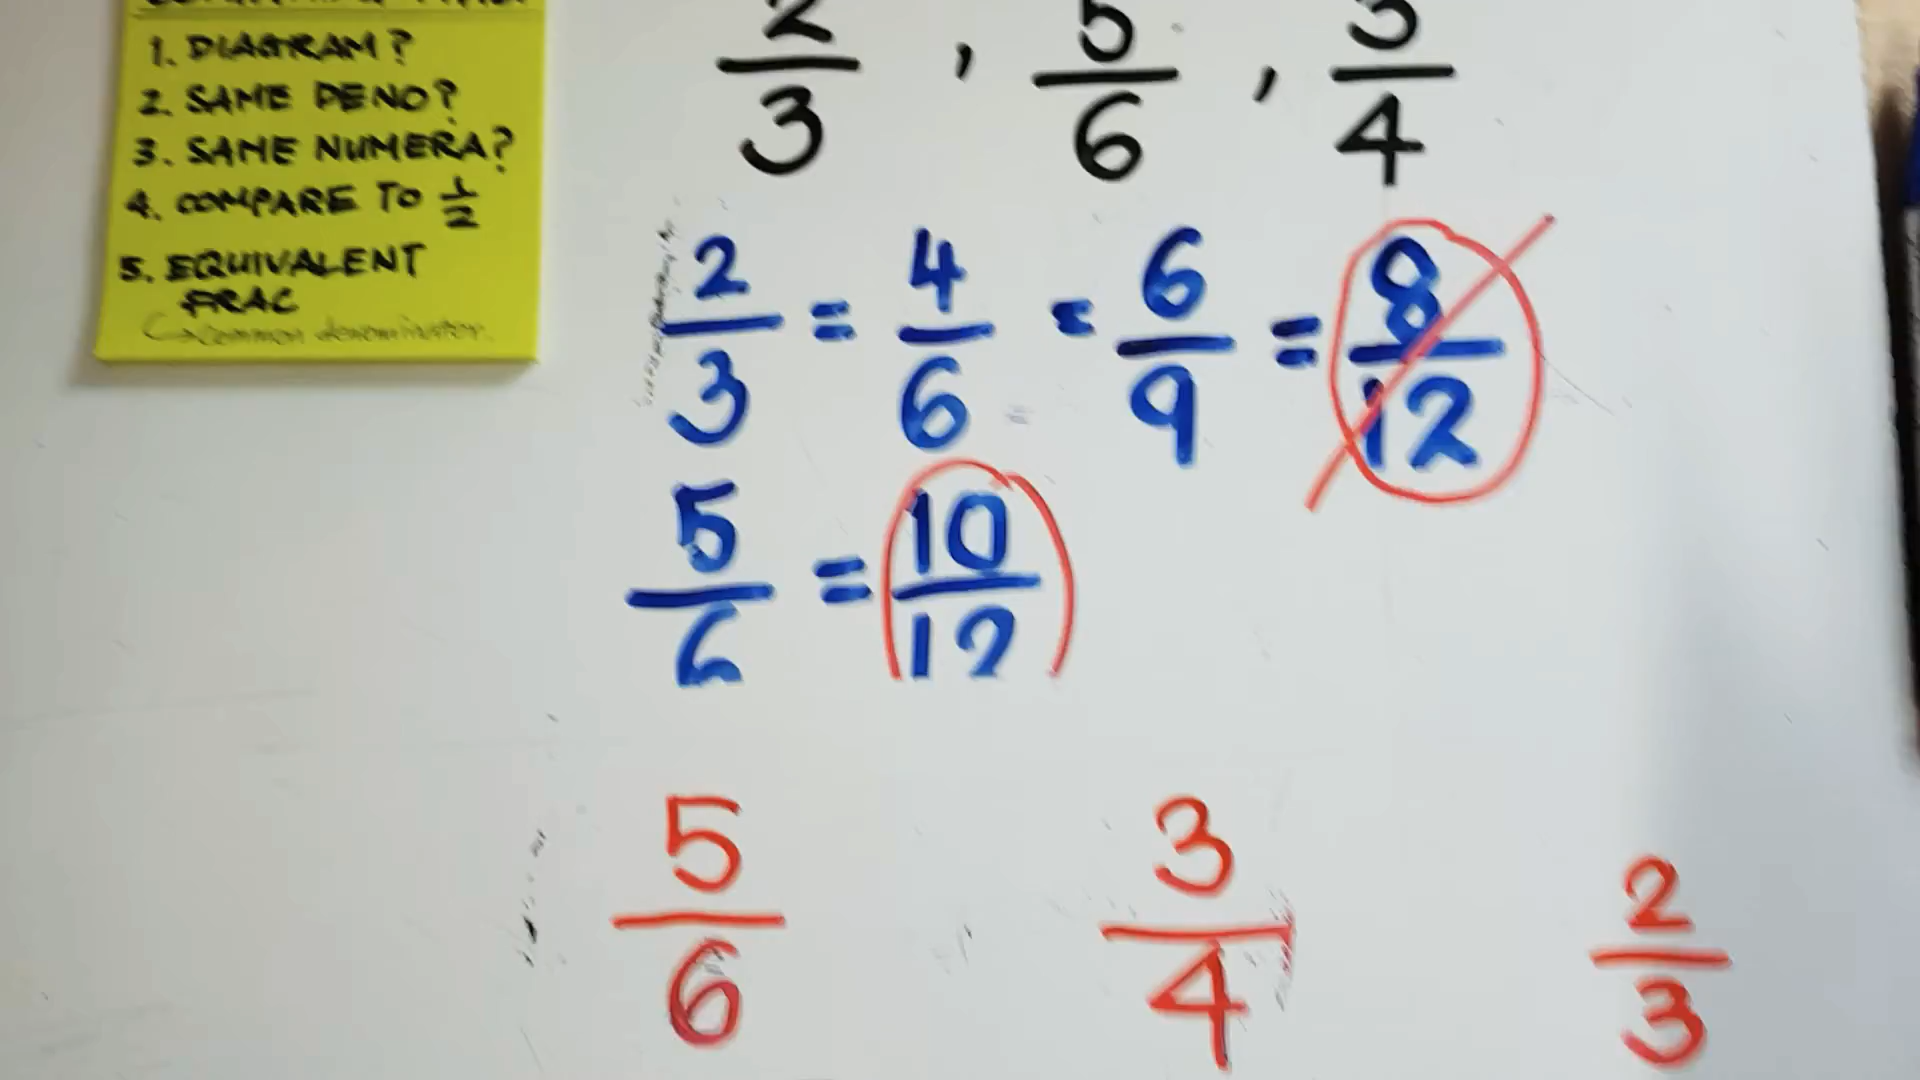 1. DIAGRAM?
2. SAME DENO?
3. SAME NUMERA?
4. COMPARE TO 1/2
5. EQUIVALENT
FRAC
↳common denominator.
2/3 , 5/6 , 3/4
2/3 = 4/6 = 6/9 = 8/12
5/6 = 10/12
5/6 3/4 2/3